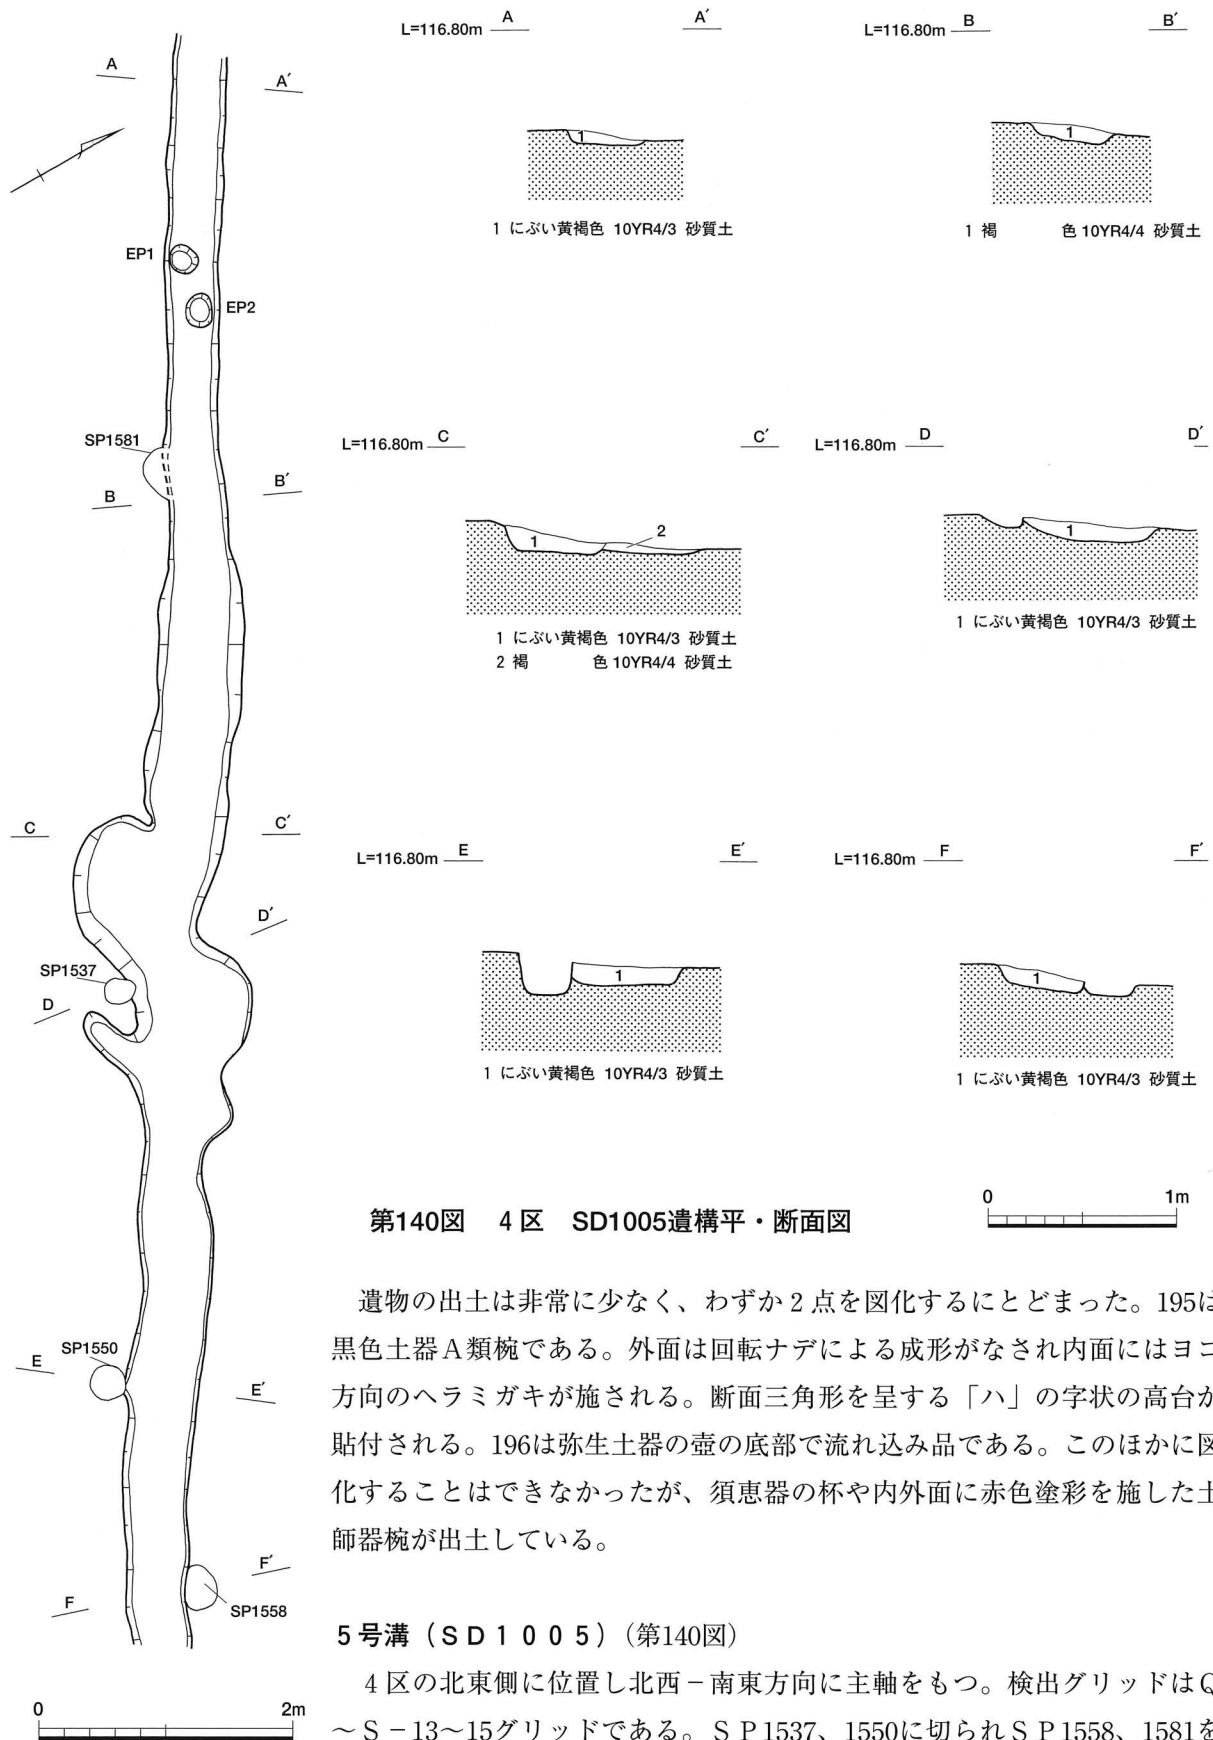 A
A′
EP1
EP2
SP1581
B
B′
C
C′
D′
SP1537
D
SP1550
E
E′
F′
F
SP1558
0 2m
L=116.80m A A′
1 にぶい黄褐色 10YR4/3 砂質土
L=116.80m B B′
1 褐 色 10YR4/4 砂質土
L=116.80m C C′
1
2
1 にぶい黄褐色 10YR4/3 砂質土
2 褐 色 10YR4/4 砂質土
L=116.80m D D′
1
1 にぶい黄褐色 10YR4/3 砂質土
L=116.80m E E′
1
1 にぶい黄褐色 10YR4/3 砂質土
L=116.80m F F′
1
1 にぶい黄褐色 10YR4/3 砂質土
0 1m
第140図 4区 SD1005遺構平・断面図
遺物の出土は非常に少なく、わずか2点を図化するにとどまった。195は
黒色土器A類椀である。外面は回転ナデによる成形がなされ内面にはヨコ
方向のヘラミガキが施される。断面三角形を呈する「ハ」の字状の高台が
貼付される。196は弥生土器の壺の底部で流れ込み品である。このほかに図
化することはできなかったが、須恵器の杯や内外面に赤色塗彩を施した土
師器椀が出土している。
5号溝（SD1005）（第140図）
4区の北東側に位置し北西－南東方向に主軸をもつ。検出グリッドはQ
～S－13～15グリッドである。SP1537、1550に切られSP1558、1581を